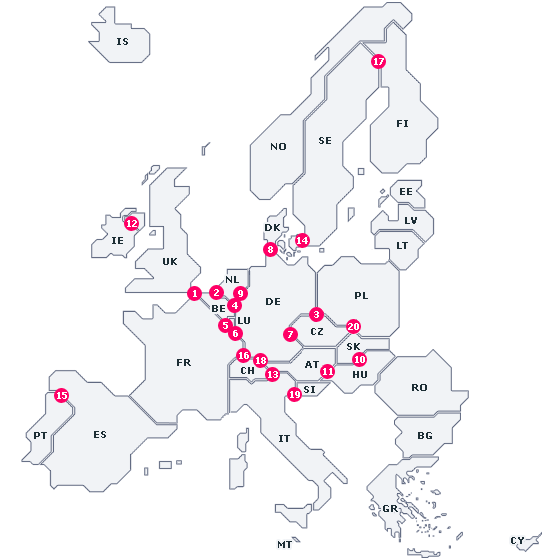 IS
17
NO
SE
FI
EE
12
IE
DK
14
LV
8
LT
UK
NL
1
2
9
DE
PL
BE
4
LU
3
5
6
7
CZ
20
SK
FR
16
18
10
CH
13
AT
11
HU
RO
SI
15
19
PT
ES
IT
BG
GR
MT
CY